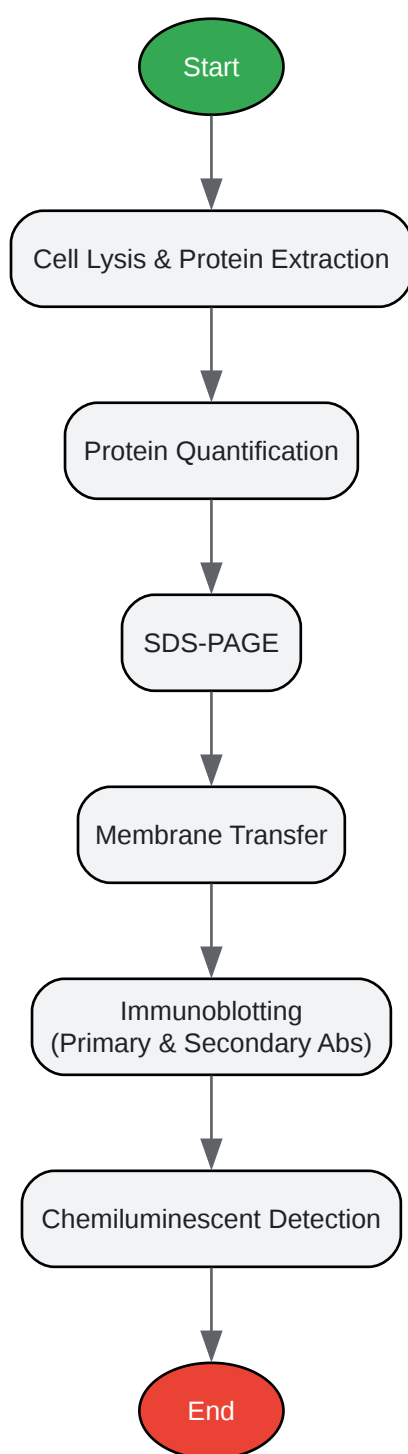 Start
Cell Lysis & Protein Extraction
Protein Quantification
SDS-PAGE
Membrane Transfer
Immunoblotting
(Primary & Secondary Abs)
Chemiluminescent Detection
End